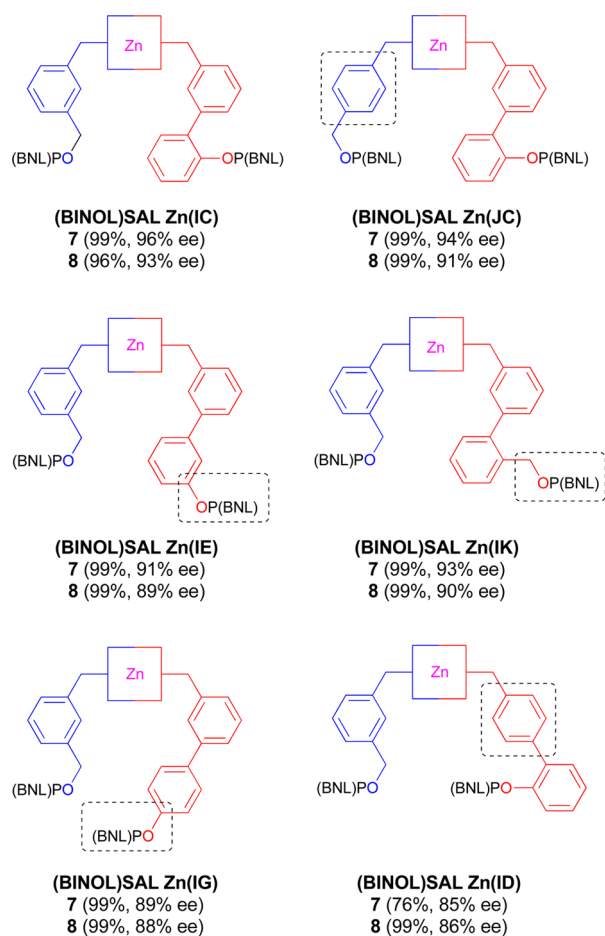 Zn
Zn
(BNL)PO
OP(BNL)
OP(BNL)
OP(BNL)
(BINOL)SAL Zn(IC)
7 (99%, 96% ee)
8 (96%, 93% ee)
(BINOL)SAL Zn(JC)
7 (99%, 94% ee)
8 (99%, 91% ee)
Zn
Zn
(BNL)PO
OP(BNL)
(BNL)PO
OP(BNL)
(BINOL)SAL Zn(IE)
7 (99%, 91% ee)
8 (99%, 89% ee)
(BINOL)SAL Zn(IK)
7 (99%, 93% ee)
8 (99%, 90% ee)
Zn
Zn
(BNL)PO
(BNL)PO
(BNL)PO
(BNL)PO
(BINOL)SAL Zn(IG)
7 (99%, 89% ee)
8 (99%, 88% ee)
(BINOL)SAL Zn(ID)
7 (76%, 85% ee)
8 (99%, 86% ee)